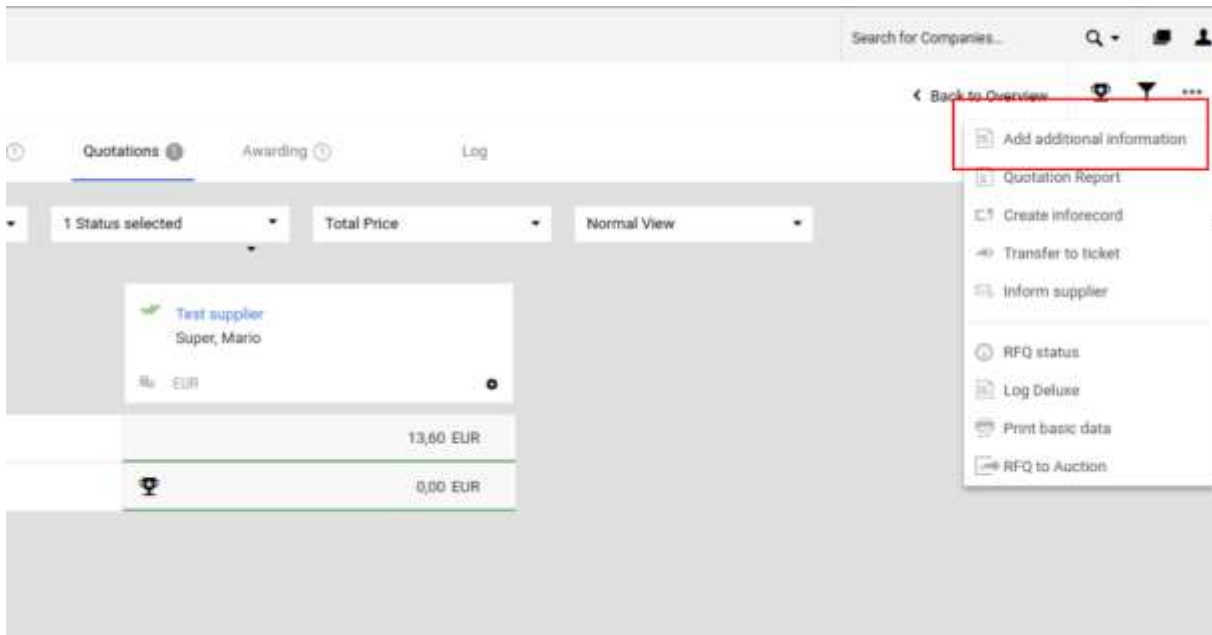 Search for Companies...
Back to Overview
Quotations 1
Awarding
Log
Add additional information
Quotation Report
1 Status selected
Total Price
Normal View
Create inforecord
Transfer to ticket
Inform supplier
Test supplier
Super, Mario
EUR
RFQ status
Log Deluxe
Print basic data
RFQ to Auction
13,60 EUR
0,00 EUR